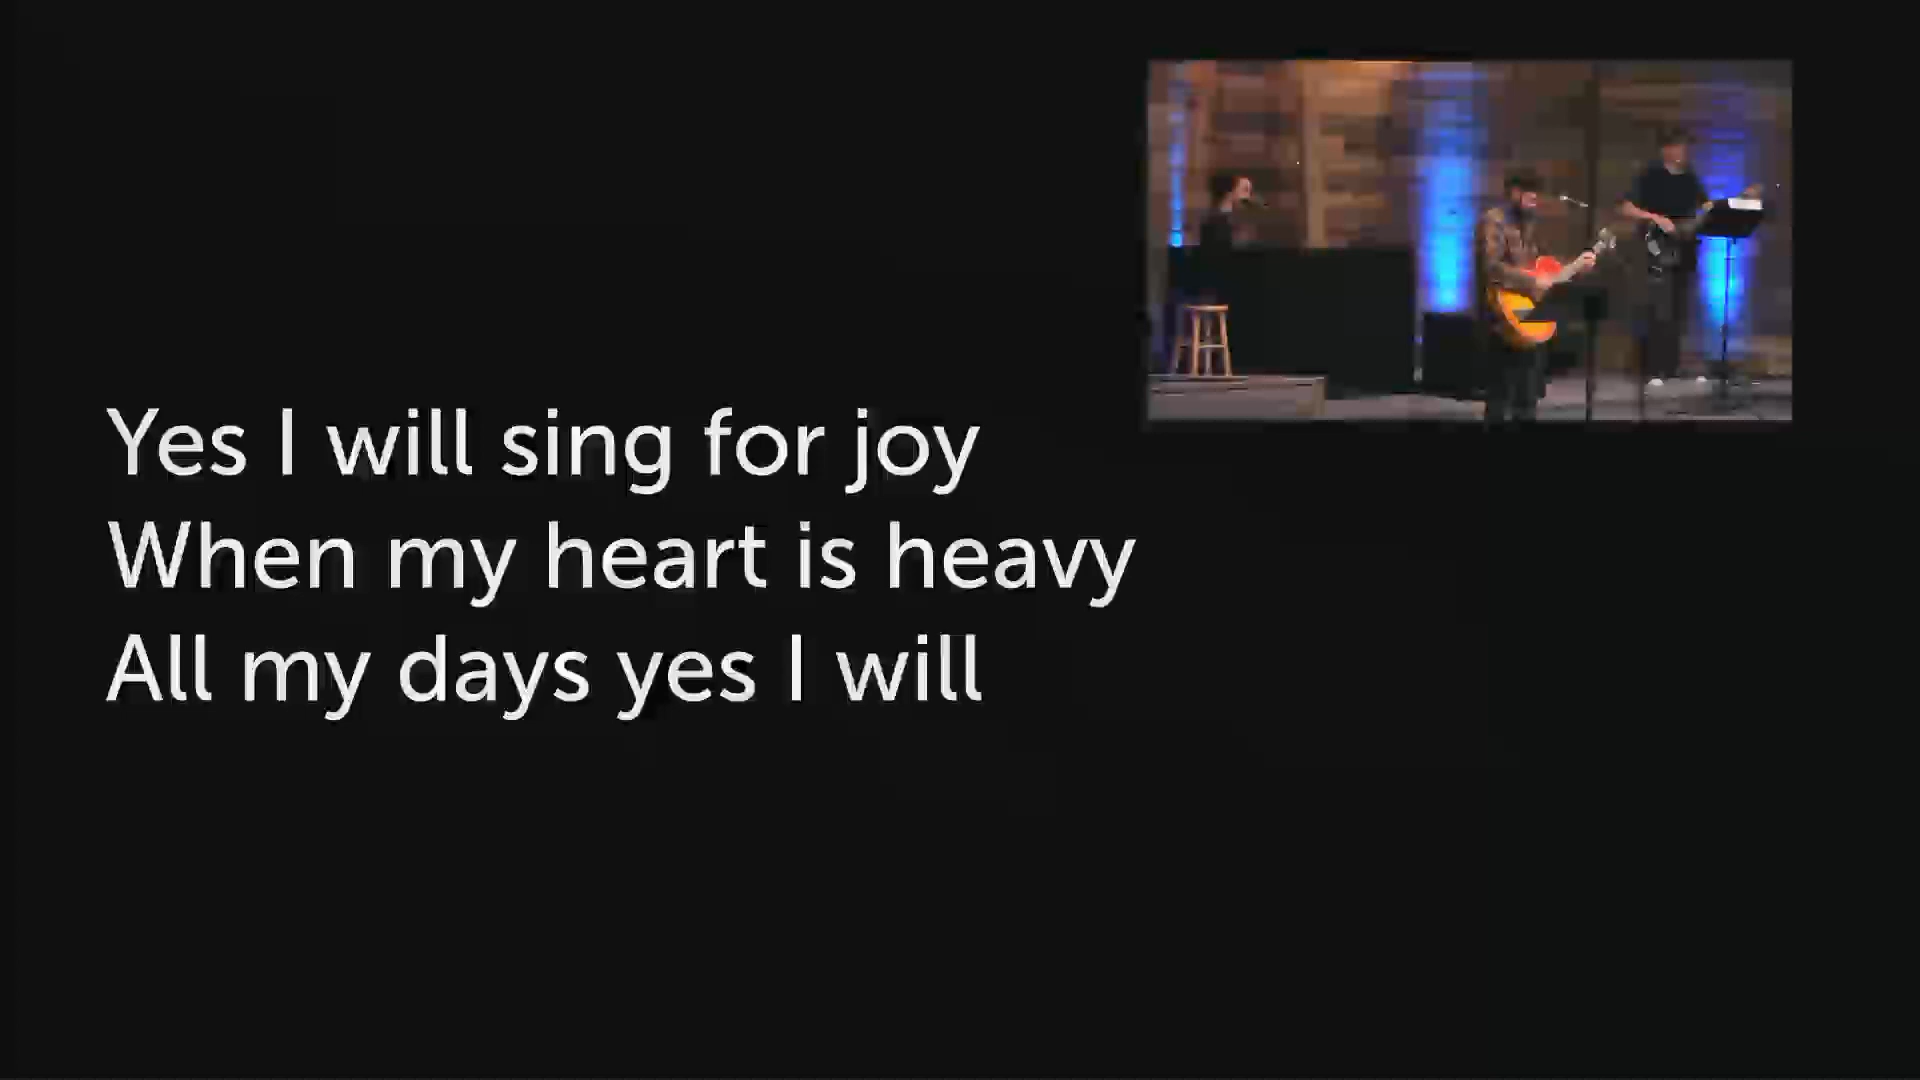 Yes I will sing for joy
When my heart is heavy
All my days yes I will